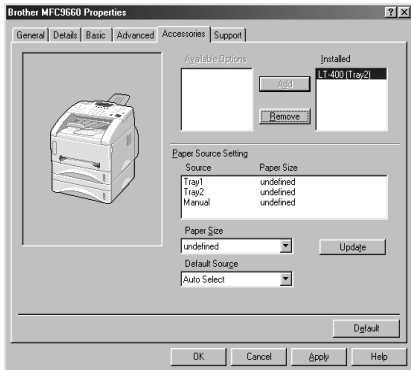 Brother MFC9660 Properties
General Details Basic Advanced Accessories Support
Available Options Installed
LT-400 (Tray2)
Add
Remove
Paper Source Setting
Source Paper Size
Tray1 undefined
Tray2 undefined
Manual undefined
Paper Size
undefined Update
Default Source
Auto Select
Default
OK Cancel Apply Help